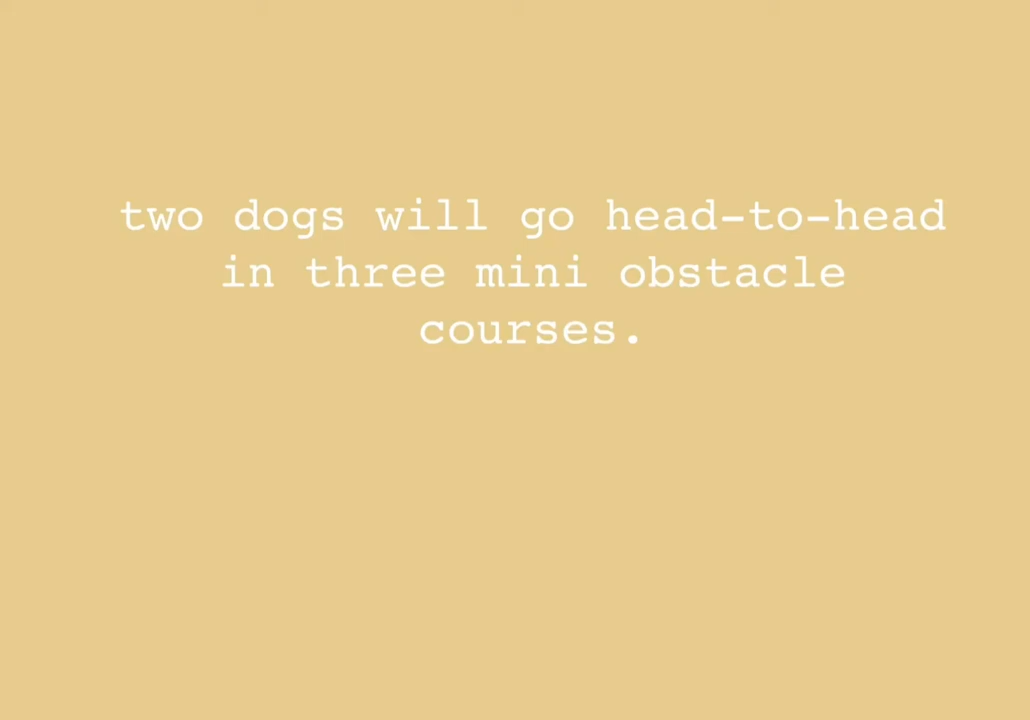 two dogs will go head-to-head
in three mini obstacle
courses.